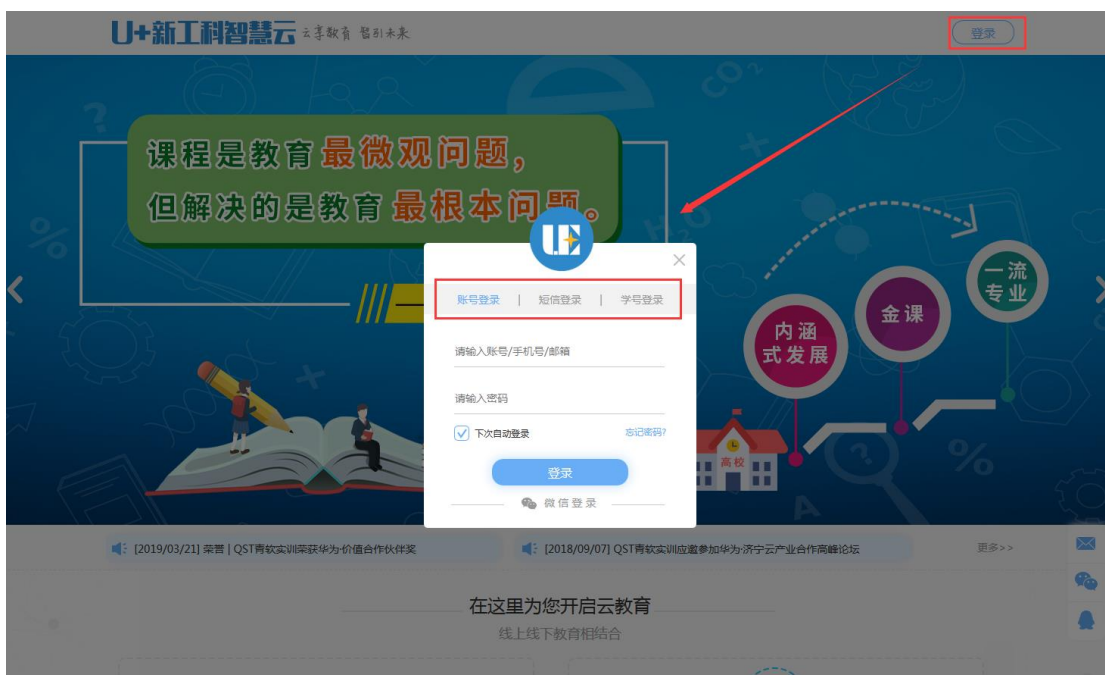 U+新工科智慧云 云享教育 智引未来
登录
CO2
课程是教育最微观问题，
但解决的是教育最根本问题。
H2O
一流
专业
金课
内涵
式发展
高校
账号登录 | 短信登录 | 学号登录
请输入账号/手机号/邮箱
请输入密码
下次自动登录 忘记密码?
登录
微信登录
[2019/03/21] 荣誉 | QST青软实训荣获华为·价值合作伙伴奖
[2018/09/07] QST青软实训应邀参加华为·济宁云产业合作高峰论坛
更多>>
在这里为您开启云教育
线上线下教育相结合